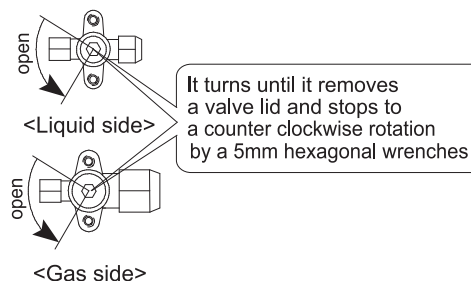 open
<Liquid side>
It turns until it removes
a valve lid and stops to
a counter clockwise rotation
by a 5mm hexagonal wrenches
open
<Gas side>